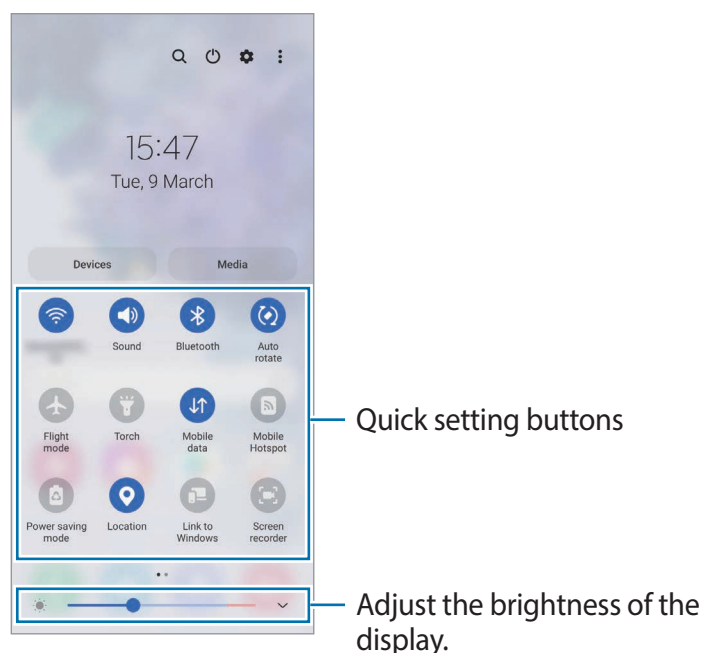 15:47
Tue, 9 March
Devices
Media
Sound
Bluetooth
Auto
rotate
Flight
mode
Torch
Mobile
data
Mobile
Hotspot
Power saving
mode
Location
Link to
Windows
Screen
recorder
Quick setting buttons
Adjust the brightness of the
display.